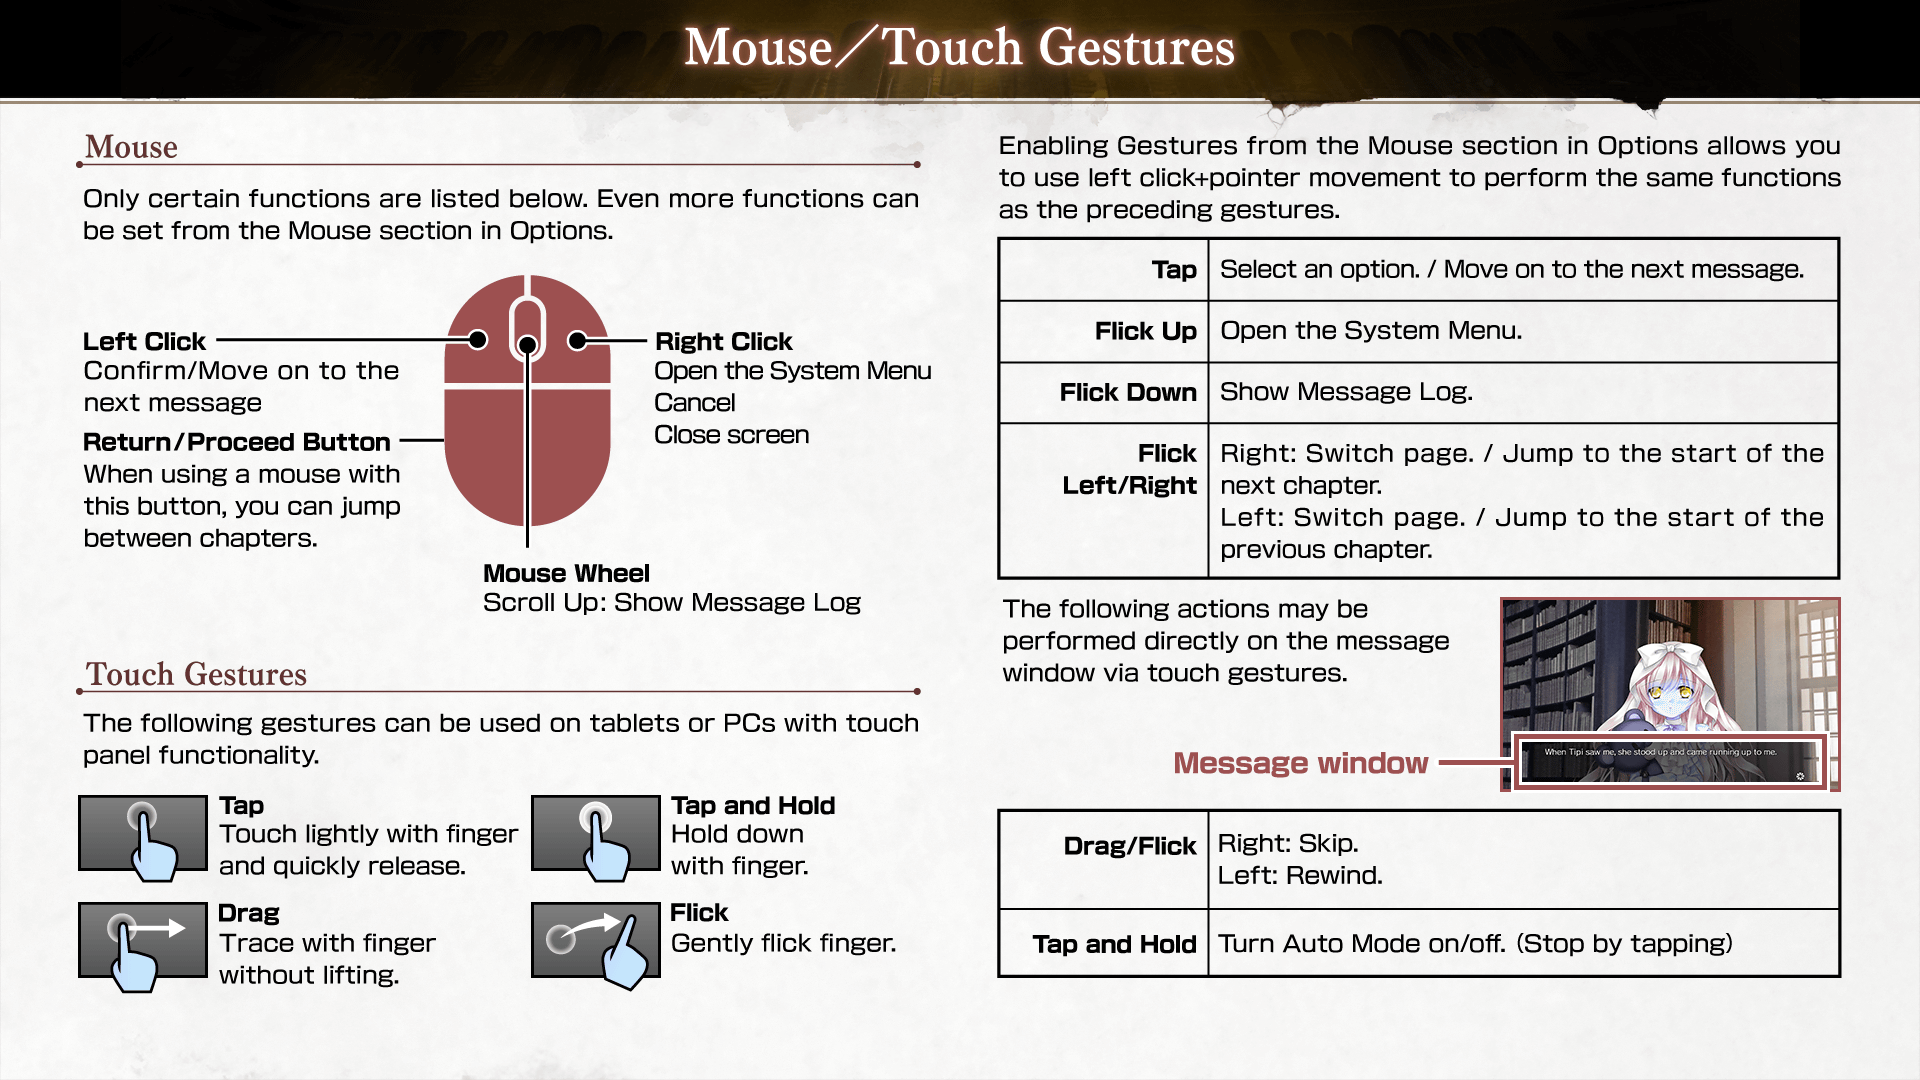 Mouse／Touch Gestures
Mouse
Only certain functions are listed below. Even more functions can
be set from the Mouse section in Options.
Left Click
Confirm/Move on to the
next message
Return/Proceed Button
When using a mouse with
this button, you can jump
between chapters.
Right Click
Open the System Menu
Cancel
Close screen
Mouse Wheel
Scroll Up: Show Message Log
Touch Gestures
The following gestures can be used on tablets or PCs with touch
panel functionality.
Tap
Touch lightly with finger
and quickly release.
Tap and Hold
Hold down
with finger.
Drag
Trace with finger
without lifting.
Flick
Gently flick finger.
Enabling Gestures from the Mouse section in Options allows you
to use left click+pointer movement to perform the same functions
as the preceding gestures.
Tap
Select an option. / Move on to the next message.
Flick Up
Open the System Menu.
Flick Down
Show Message Log.
Flick
Left/Right
Right: Switch page. / Jump to the start of the
next chapter.
Left: Switch page. / Jump to the start of the
previous chapter.
The following actions may be
performed directly on the message
window via touch gestures.
Message window
When Tipi saw me, she stood up and came running up to me.
Drag/Flick
Right: Skip.
Left: Rewind.
Tap and Hold
Turn Auto Mode on/off. (Stop by tapping)